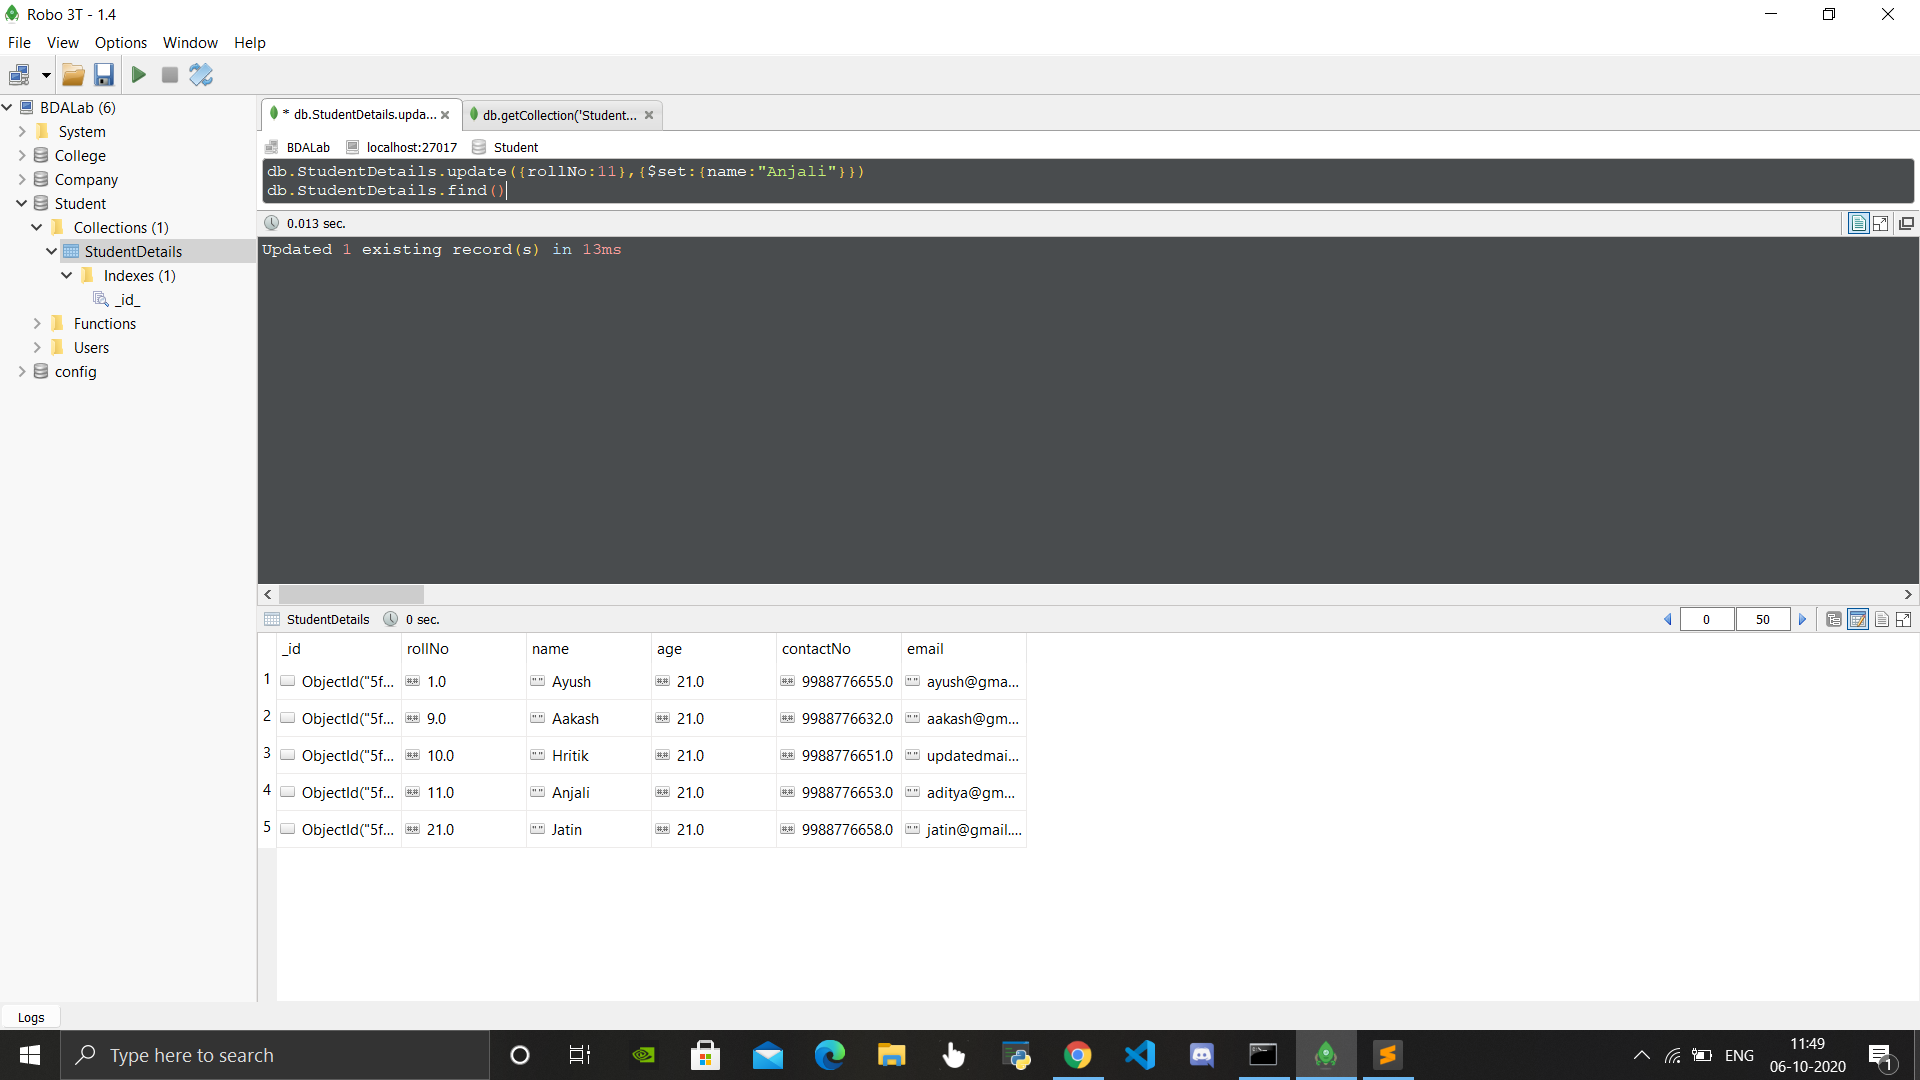 Robo 3T - 1.4
File View Options Window Help
BDALab (6)
System
College
Company
Student
Collections (1)
StudentDetails
Indexes (1)
_id_
Functions
Users
config
* db.StudentDetails.upda... db.getCollection('Student...
BDALab localhost:27017 Student
db.StudentDetails.update({rollNo:11},{$set:{name:"Anjali"}})
db.StudentDetails.find()
0.013 sec.
Updated 1 existing record(s) in 13ms
StudentDetails 0 sec. 0 50
_id rollNo name age contactNo email
1 ObjectId("5f... 1.0 Ayush 21.0 9988776655.0 ayush@gma...
2 ObjectId("5f... 9.0 Aakash 21.0 9988776632.0 aakash@gm...
3 ObjectId("5f... 10.0 Hritik 21.0 9988776651.0 updatedmai...
4 ObjectId("5f... 11.0 Anjali 21.0 9988776653.0 aditya@gm...
5 ObjectId("5f... 21.0 Jatin 21.0 9988776658.0 jatin@gmail....
Logs
Type here to search
ENG
11:49
06-10-2020
1